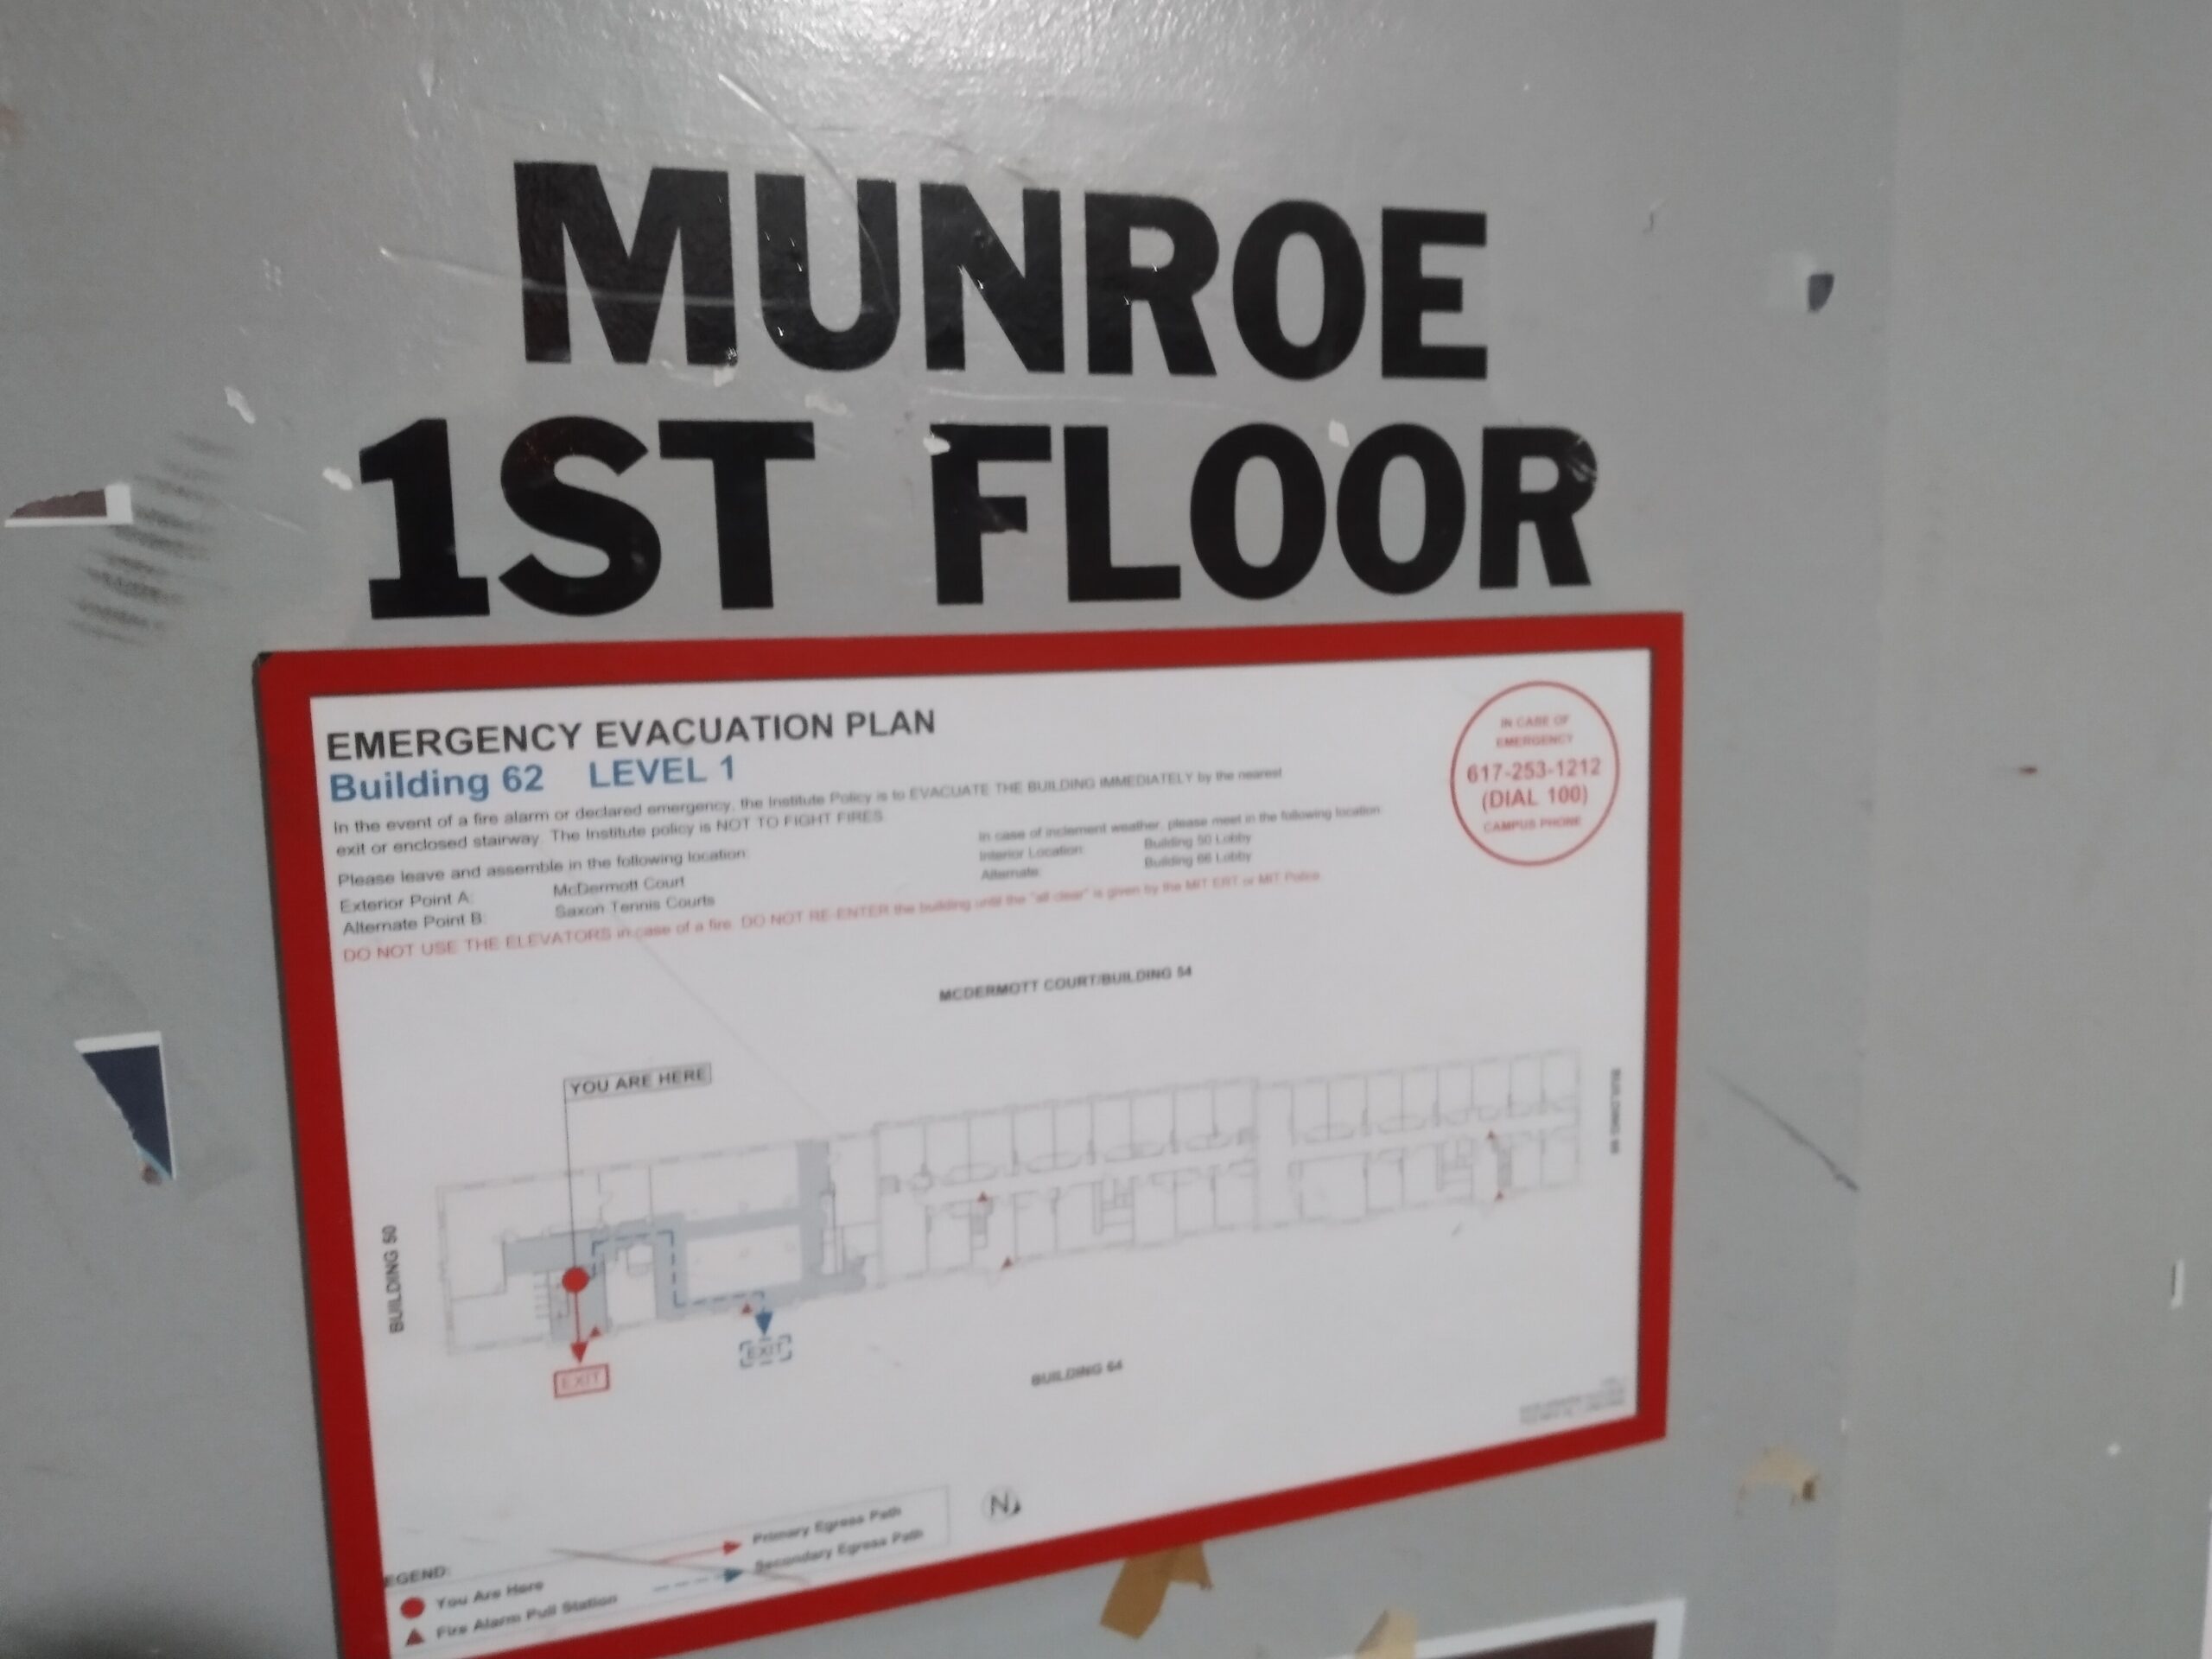 MUNROE
1ST FLOOR
EMERGENCY EVACUATION PLAN
Building 62 LEVEL 1
In the event of a fire alarm or declared emergency, the Institute Policy is to EVACUATE THE BUILDING IMMEDIATELY by the nearest
exit or enclosed stairway. The Institute policy is NOT TO FIGHT FIRES.
Please leave and assemble in the following location:
Exterior Point A: McDermott Court
Alternate Point B: Saxon Tennis Courts
In case of inclement weather, please meet in the following location:
Interior Location: Building 50 Lobby
Alternate: Building 66 Lobby
DO NOT USE THE ELEVATORS in case of a fire. DO NOT RE-ENTER the building until the "all clear" is given by the MIT ERT or MIT Police.
IN CASE OF
EMERGENCY
617-253-1212
(DIAL 100)
CAMPUS PHONE
MCDERMOTT COURT/BUILDING 54
YOU ARE HERE
BUILDING 50
BUILDING 66
EXIT
EXIT
BUILDING 64
N
EGEND:
You Are Here
Fire Alarm Pull Station
Primary Egress Path
Secondary Egress Path